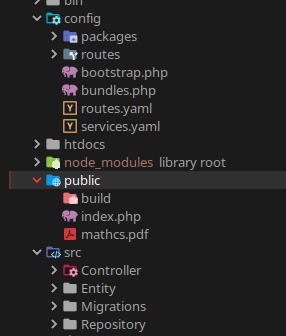 bin
config
packages
routes
bootstrap.php
bundles.php
routes.yaml
services.yaml
htdocs
node_modules library root
public
build
index.php
mathcs.pdf
src
Controller
Entity
Migrations
Repository